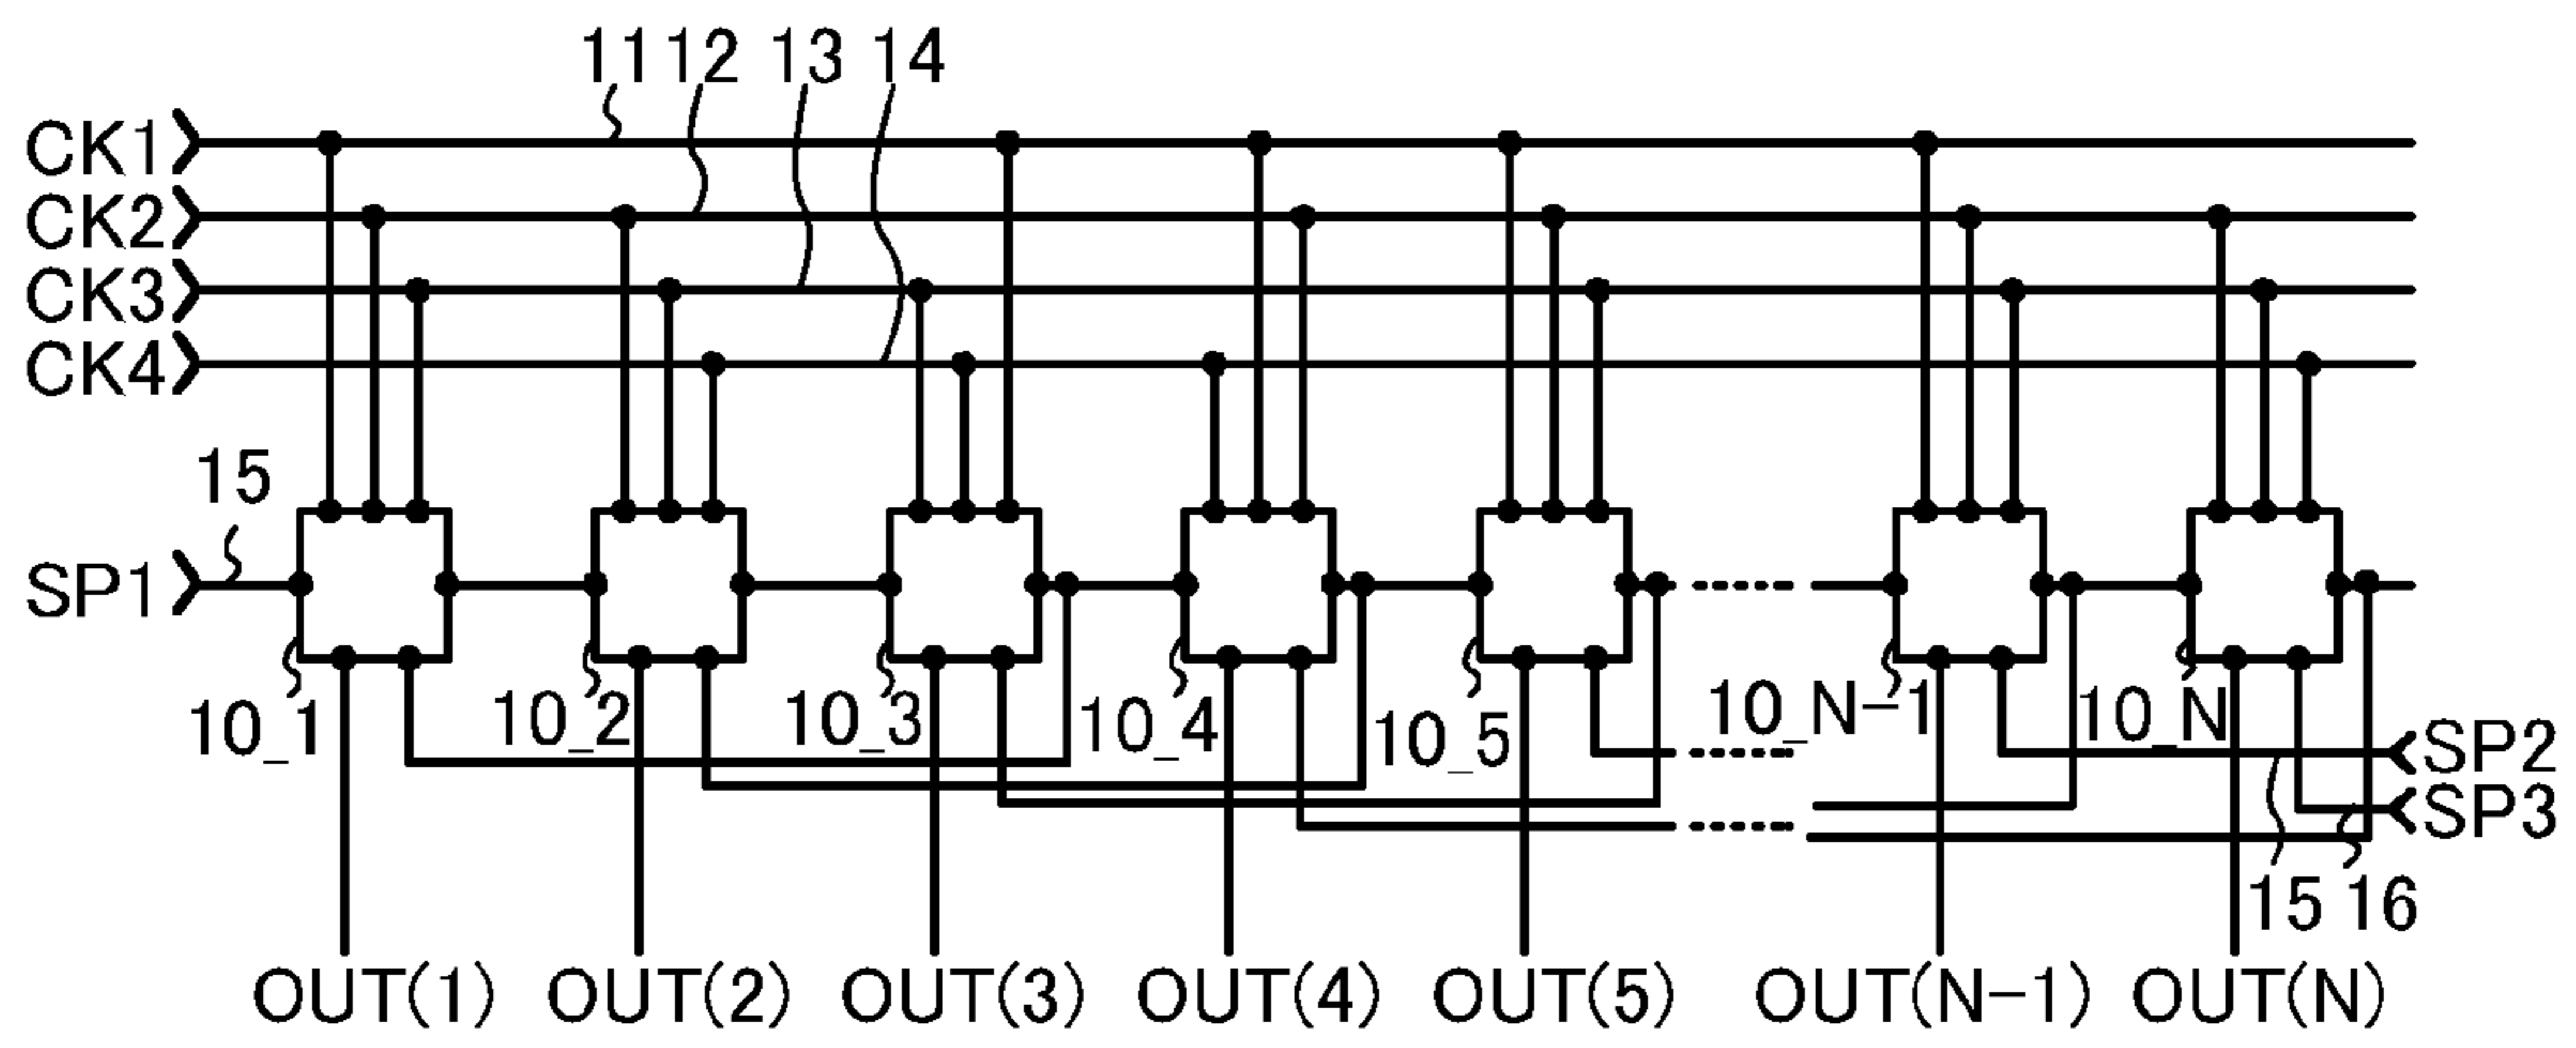 11 12 13 14
CK1
CK2
CK3
CK4
15
SP1
10_1 10_2 10_3 10_4 10_5 10_N-1 10_N
SP2
SP3
15 16
OUT(1) OUT(2) OUT(3) OUT(4) OUT(5) OUT(N-1) OUT(N)